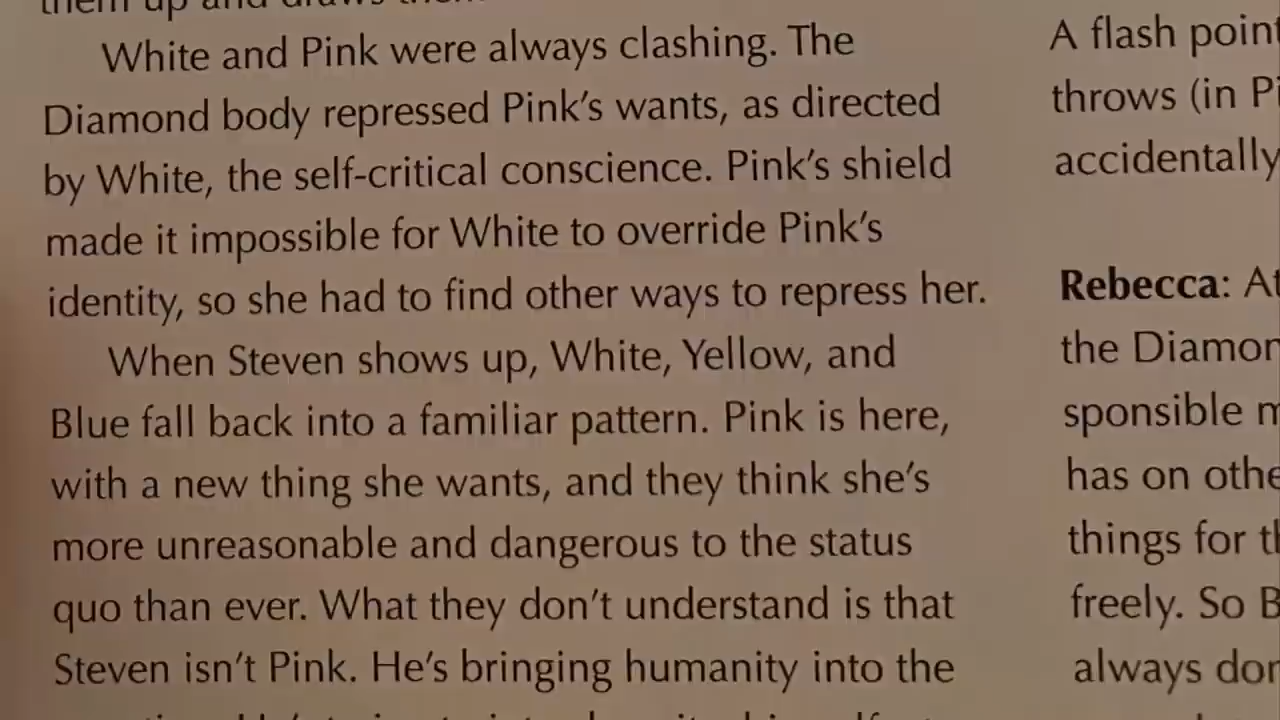 White and Pink were always clashing. The
Diamond body repressed Pink's wants, as directed
by White, the self-critical conscience. Pink's shield
made it impossible for White to override Pink's
identity, so she had to find other ways to repress her.
When Steven shows up, White, Yellow, and
Blue fall back into a familiar pattern. Pink is here,
with a new thing she wants, and they think she's
more unreasonable and dangerous to the status
quo than ever. What they don't understand is that
Steven isn't Pink. He's bringing humanity into the
A flash point
throws (in
accidentally
Rebecca:
the
has on
things for
freely. So
always